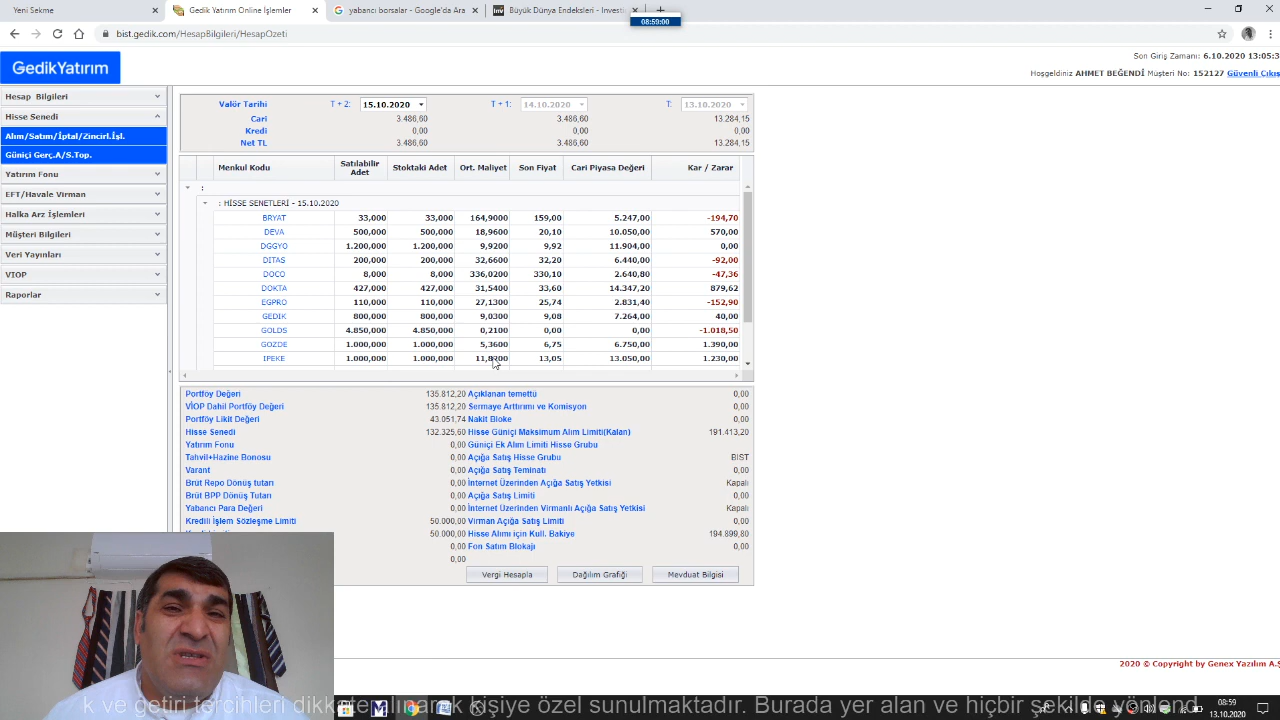 Yeni Sekme
Gedik Yatırım Online İşlemler
yabancı borsalar - Google'da Ara
Büyük Dünya Endeksleri - Investi
08:59:00
bist.gedik.com/HesapBilgileri/HesapOzeti
GedikYatırım
Son Giriş Zamanı: 6.10.2020 13:05:3
Hoşgeldiniz AHMET BEĞENDİ Müşteri No: 152127 Güvenli Çıkış
Hesap Bilgileri
Hisse Senedi
Alım/Satım/İptal/Zincirl.İşl.
Güniçi Gerç.A/S.Top.
Yatırım Fonu
EFT/Havale Virman
Halka Arz İşlemleri
Müşteri Bilgileri
Veri Yayınları
VIOP
Raporlar
Valör Tarihi T + 2: 15.10.2020 T + 1: 14.10.2020 T: 13.10.2020
Cari 3.486,60 3.486,60 13.284,15
Kredi 0,00 0,00 0,00
Net TL 3.486,60 3.486,60 13.284,15
Menkul Kodu Satılabilir Adet Stoktaki Adet Ort. Maliyet Son Fiyat Cari Piyasa Değeri Kar / Zarar
:
: HİSSE SENETLERİ - 15.10.2020
BRYAT 33,000 33,000 164,9000 159,00 5.247,00 -194,70
DEVA 500,000 500,000 18,9600 20,10 10.050,00 570,00
DGGYO 1.200,000 1.200,000 9,9200 9,92 11.904,00 0,00
DITAS 200,000 200,000 32,6600 32,20 6.440,00 -92,00
DOCO 8,000 8,000 336,0200 330,10 2.640,80 -47,36
DOKTA 427,000 427,000 31,5400 33,60 14.347,20 879,62
EGPRO 110,000 110,000 27,1300 25,74 2.831,40 -152,90
GEDIK 800,000 800,000 9,0300 9,08 7.264,00 40,00
GOLDS 4.850,000 4.850,000 0,2100 0,00 0,00 -1.018,50
GOZDE 1.000,000 1.000,000 5,3600 6,75 6.750,00 1.390,00
IPEKE 1.000,000 1.000,000 11,8200 13,05 13.050,00 1.230,00
Portföy Değeri 135.812,20 Açıklanan temettü 0,00
VİOP Dahil Portföy Değeri 135.812,20 Sermaye Arttırımı ve Komisyon 0,00
Portföy Likit Değeri 43.051,74 Nakit Bloke 0,00
Hisse Senedi 132.325,60 Hisse Güniçi Maksimum Alım Limiti(Kalan) 191.413,20
Yatırım Fonu 0,00 Güniçi Ek Alım Limiti Hisse Grubu
Tahvil+Hazine Bonosu 0,00 Açığa Satış Hisse Grubu BIST
Varant 0,00 Açığa Satış Teminatı 0,00
Brüt Repo Dönüş tutarı 0,00 İnternet Üzerinden Açığa Satış Yetkisi Kapalı
Brüt BPP Dönüş Tutarı 0,00 Açığa Satış Limiti 0,00
Yabancı Para Değeri 0,00 İnternet Üzerinden Virmanlı Açığa Satış Yetkisi Kapalı
Kredili İşlem Sözleşme Limiti 50.000,00 Virman Açığa Satış Limiti 0,00
50.000,00 Hisse Alımı için Kull. Bakiye 194.899,80
0,00 Fon Satım Blokajı 0,00
0,00
Vergi Hesapla Dağılım Grafiği Mevduat Bilgisi
2020 © Copyright by Genex Yazılım A.Ş
k ve getiri tercihleri dikkate alınarak kişiye özel sunulmaktadır. Burada yer alan ve hiçbir şekilde yönlend
08:59
13.10.2020